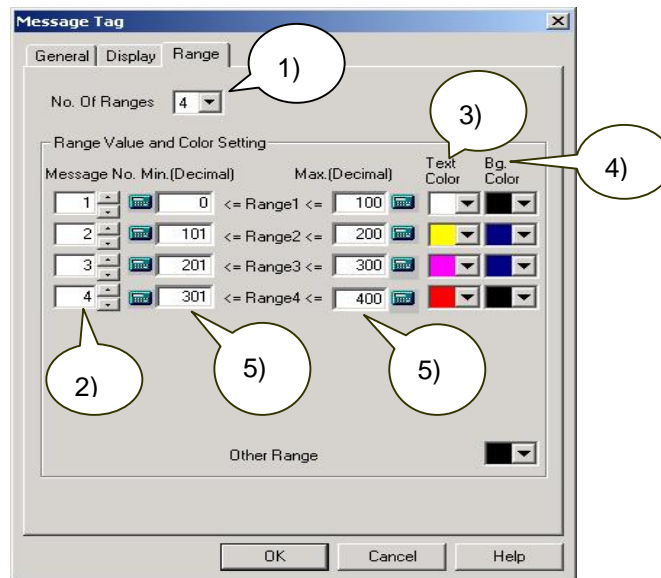 Message Tag
General Display Range
1)
No. Of Ranges 4
3)
4)
Range Value and Color Setting
Message No. Min.(Decimal) Max.(Decimal) Text Color Bg. Color
1 0 <= Range1 <= 100
2 101 <= Range2 <= 200
3 201 <= Range3 <= 300
4 301 <= Range4 <= 400
2)
5)
5)
Other Range
OK Cancel Help